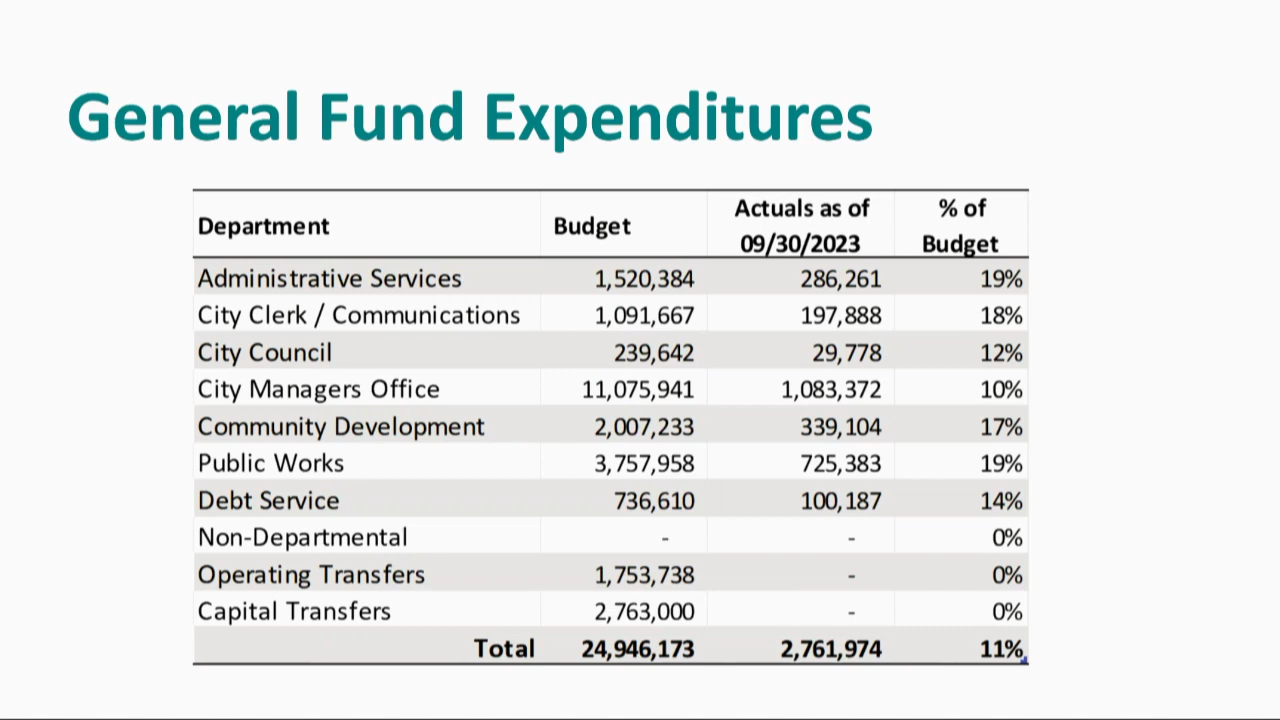 General Fund Expenditures
Department Budget Actuals as of 09/30/2023 % of Budget
Administrative Services 1,520,384 286,261 19%
City Clerk / Communications 1,091,667 197,888 18%
City Council 239,642 29,778 12%
City Managers Office 11,075,941 1,083,372 10%
Community Development 2,007,233 339,104 17%
Public Works 3,757,958 725,383 19%
Debt Service 736,610 100,187 14%
Non-Departmental - - 0%
Operating Transfers 1,753,738 - 0%
Capital Transfers 2,763,000 - 0%
Total 24,946,173 2,761,974 11%